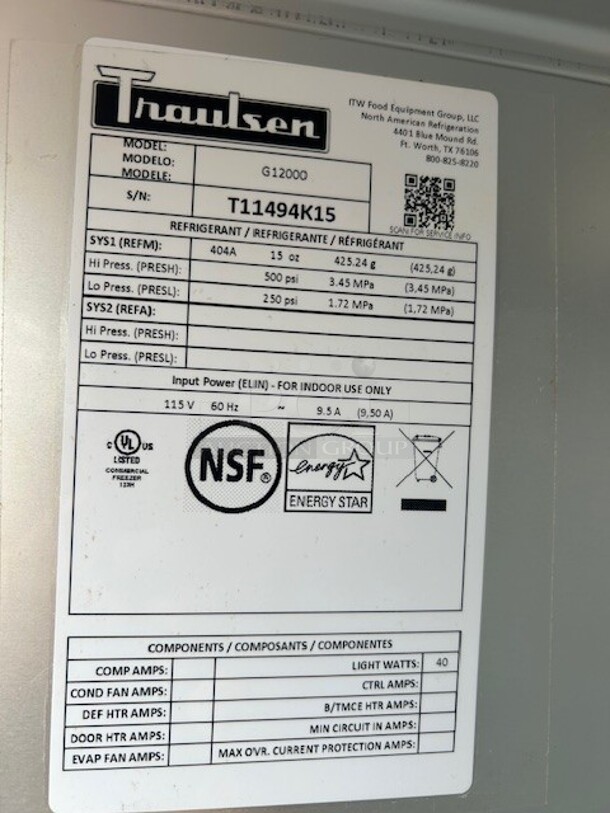 Traulsen
ITW Food Equipment Group, LLC
North American Refrigeration
4401 Blue Mound Rd.
Ft. Worth, TX 76106
800-825-8220
MODEL:
MODELO:
MODELE:
G12000
S/N:
T11494K15
SCAN FOR SERVICE INFO
REFRIGERANT / REFRIGERANTE / RÉFRIGÉRANT
SYS1 (REFM): 404A 15 oz 425.24 g (425,24 g)
Hi Press. (PRESH): 500 psi 3.45 MPa (3,45 MPa)
Lo Press. (PRESL): 250 psi 1.72 MPa (1,72 MPa)
SYS2 (REFA):
Hi Press. (PRESH):
Lo Press. (PRESL):
Input Power (ELIN) - FOR INDOOR USE ONLY
115 V 60 Hz ~ 9.5 A (9,50 A)
C UL US
LISTED
COMMERCIAL
FREEZER
NSF®
energy
ENERGY STAR
GROUP
COMPONENTS / COMPOSANTS / COMPONENTES
COMP AMPS: LIGHT WATTS: 40
COND FAN AMPS: CTRL AMPS:
DEF HTR AMPS: B/TMCE HTR AMPS:
DOOR HTR AMPS: MIN CIRCUIT IN AMPS:
EVAP FAN AMPS: MAX O'VR. CURRENT PROTECTION AMPS: